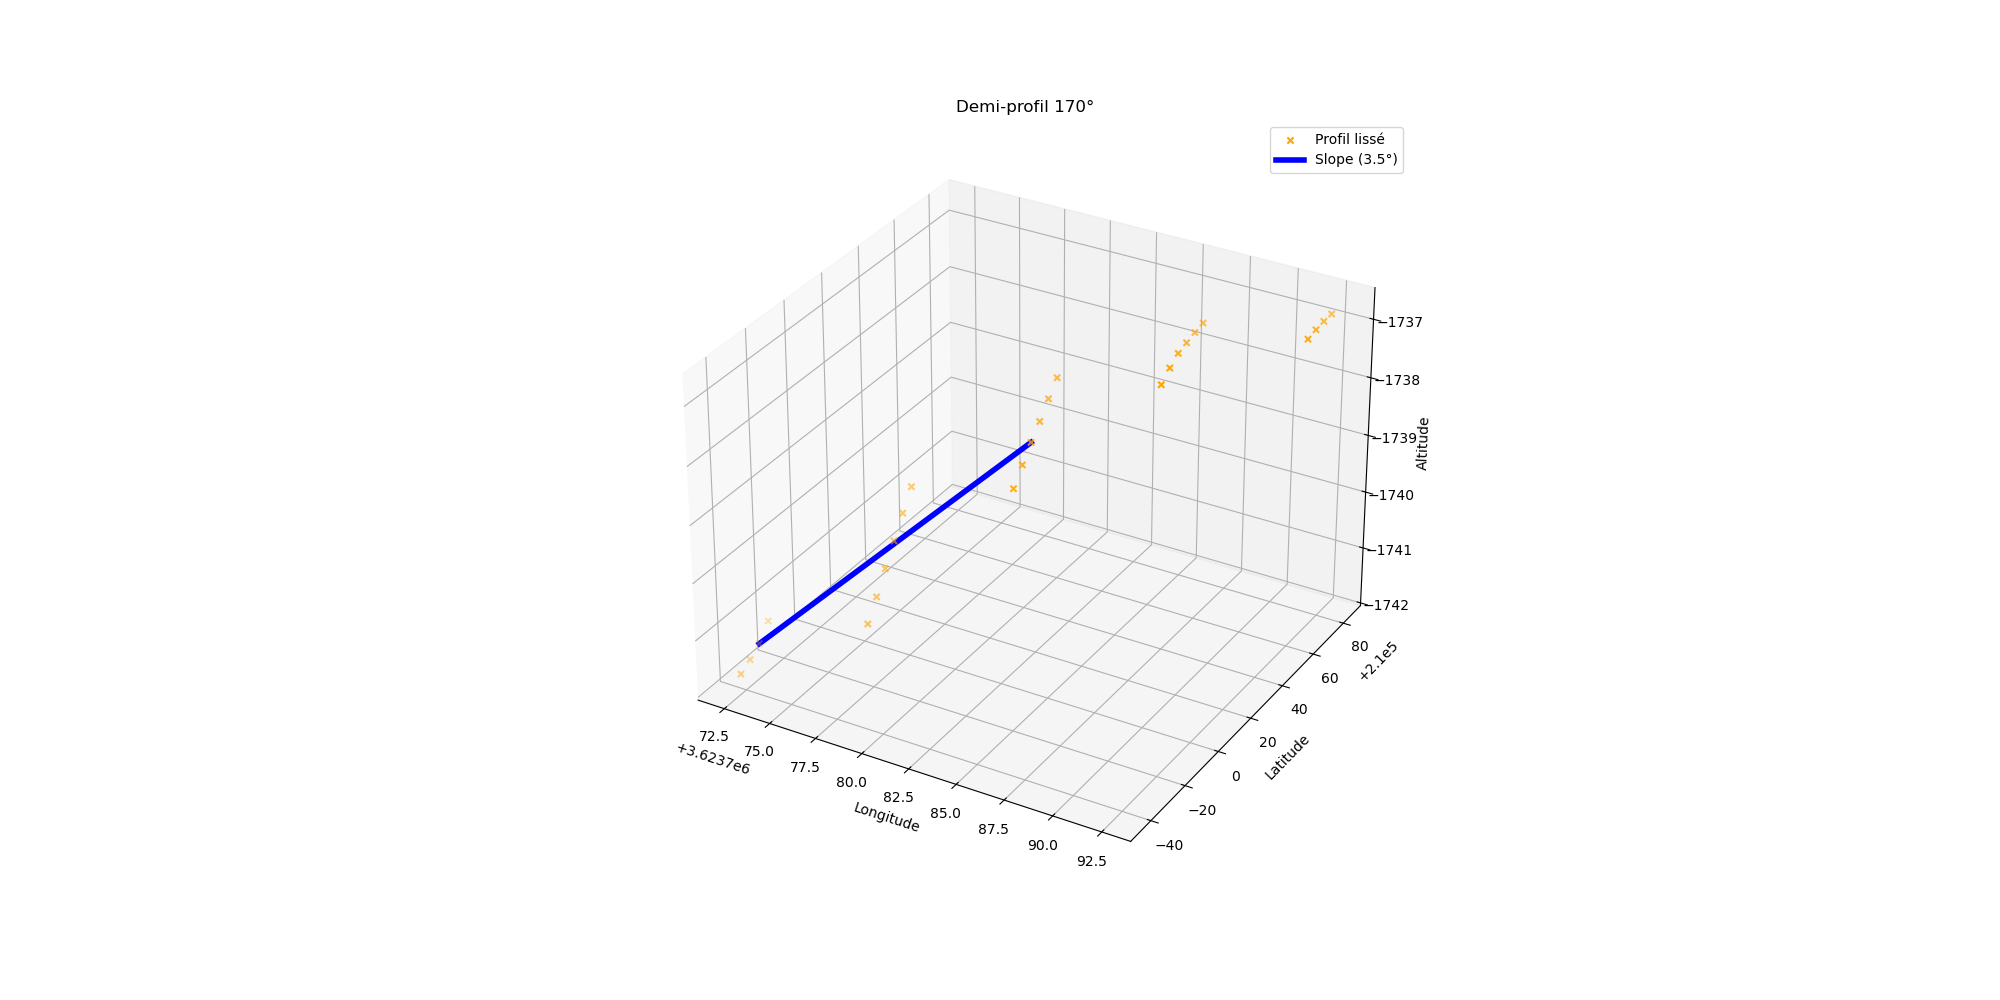 Demi-profil 170°
Profil lissé
Slope (3.5°)
−1737
−1738
−1739
−1740
−1741
−1742
Altitude
80
60
40
20
0
−20
−40
+2.1e5
Latitude
72.5
75.0
77.5
80.0
82.5
85.0
87.5
90.0
92.5
+3.6237e6
Longitude